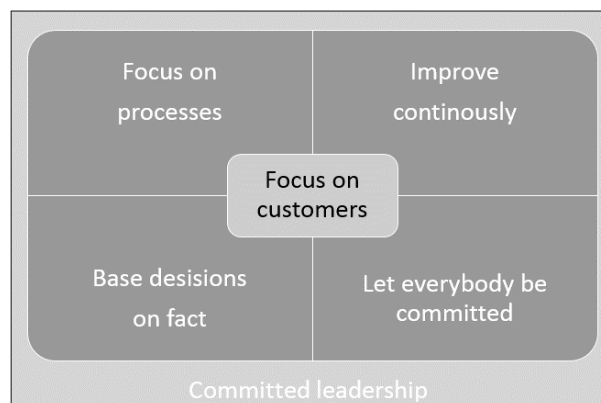 Focus on
processes
Improve
continously
Focus on
customers
Base desisions
on fact
Let everybody be
committed
Committed leadership